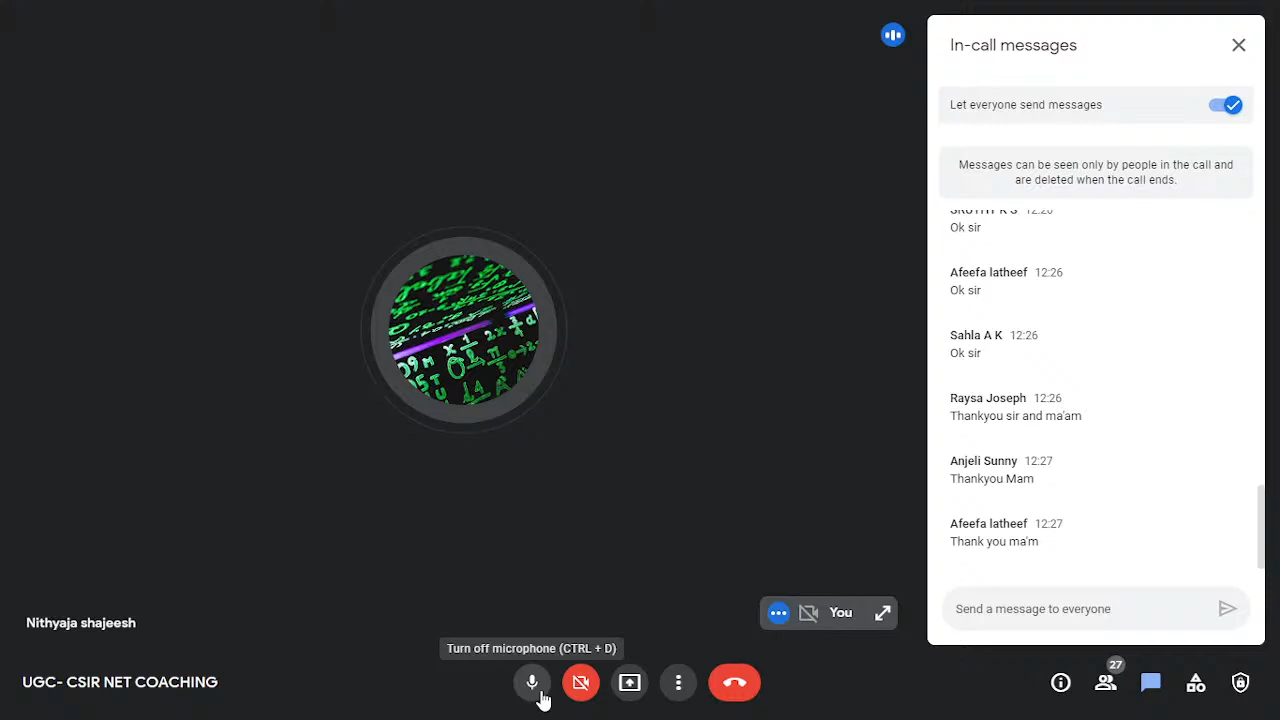 In-call messages
Let everyone send messages
Messages can be seen only by people in the call and
are deleted when the call ends.
Ok sir
Afeefa latheef 12:26
Ok sir
Sahla A K 12:26
Ok sir
Raysa Joseph 12:26
Thankyou sir and ma'am
Anjeli Sunny 12:27
Thankyou Mam
Afeefa latheef 12:27
Thank you ma'm
Send a message to everyone
You
Nithyaja shajeesh
Turn off microphone (CTRL + D)
UGC- CSIR NET COACHING
27